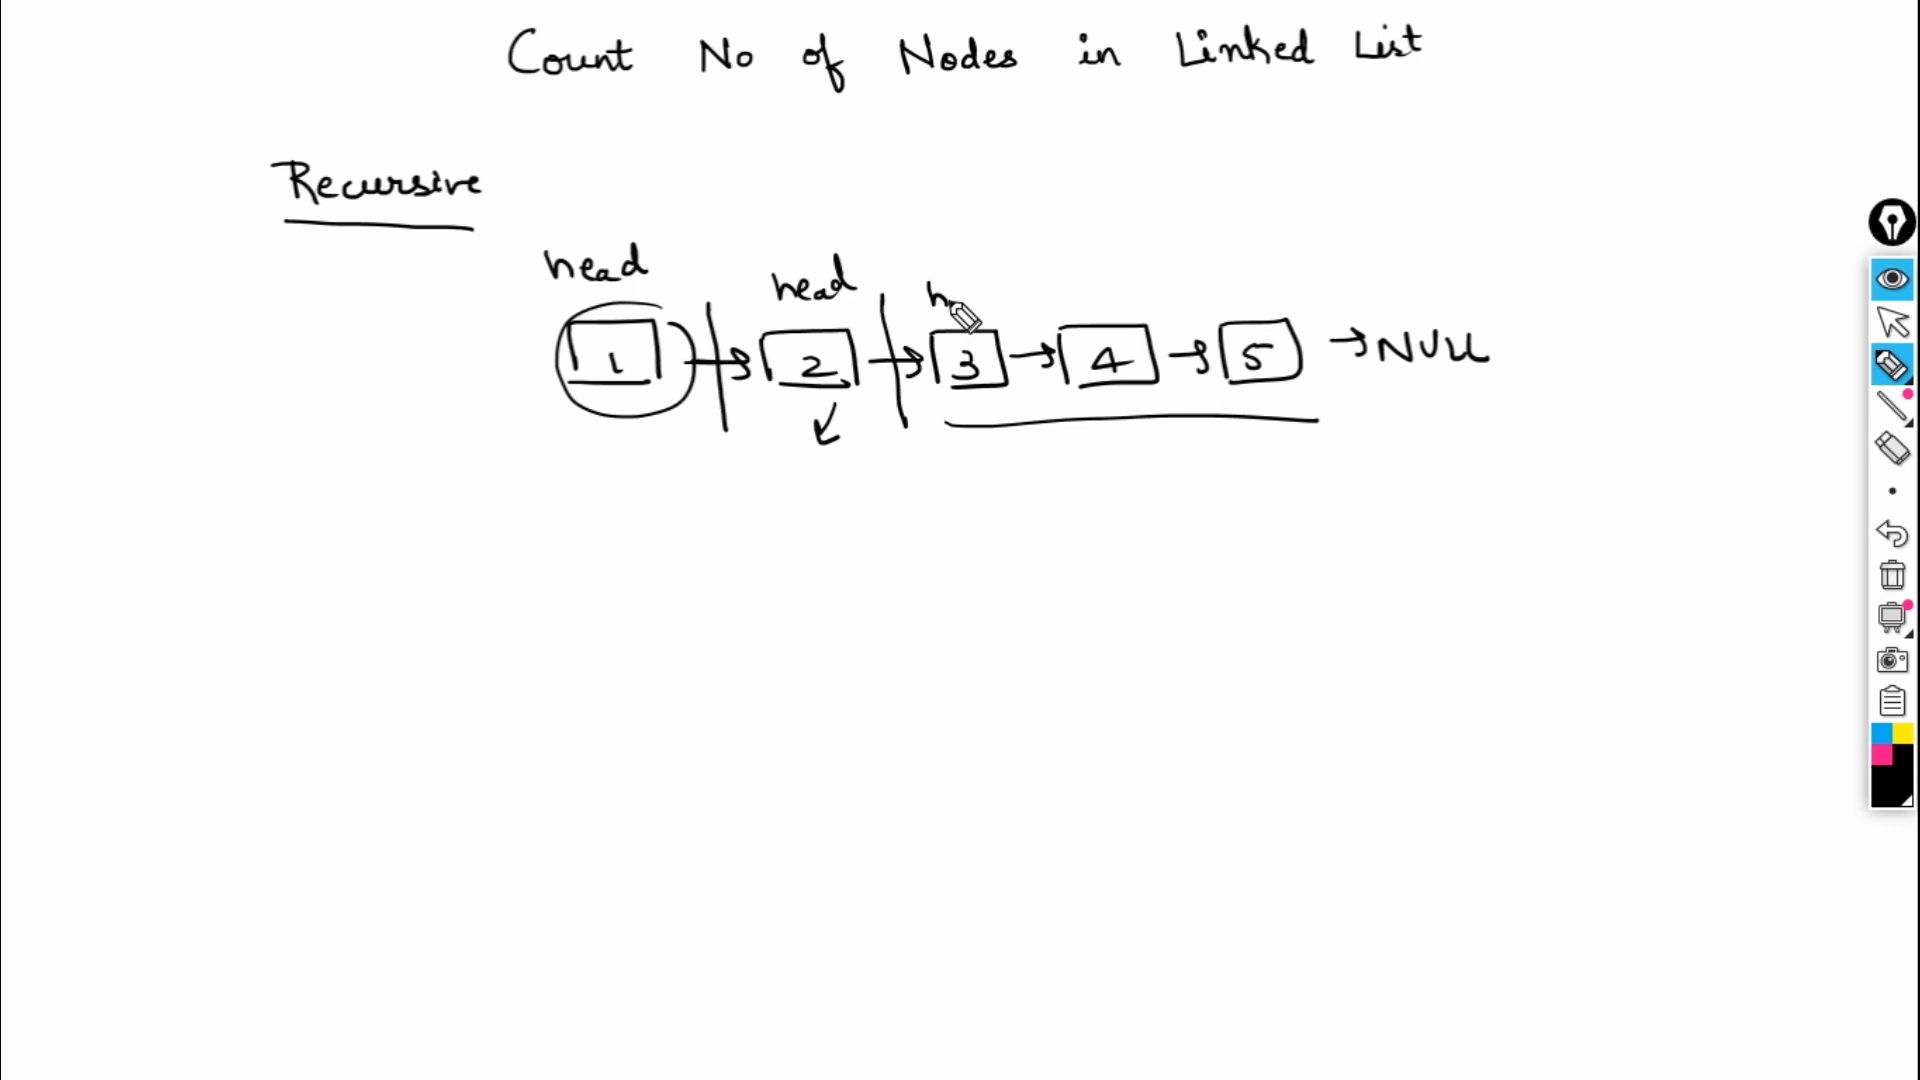 Count No of Nodes in Linked List
Recursive
head head h
1 → 2 → 3 → 4 → 5 → NULL